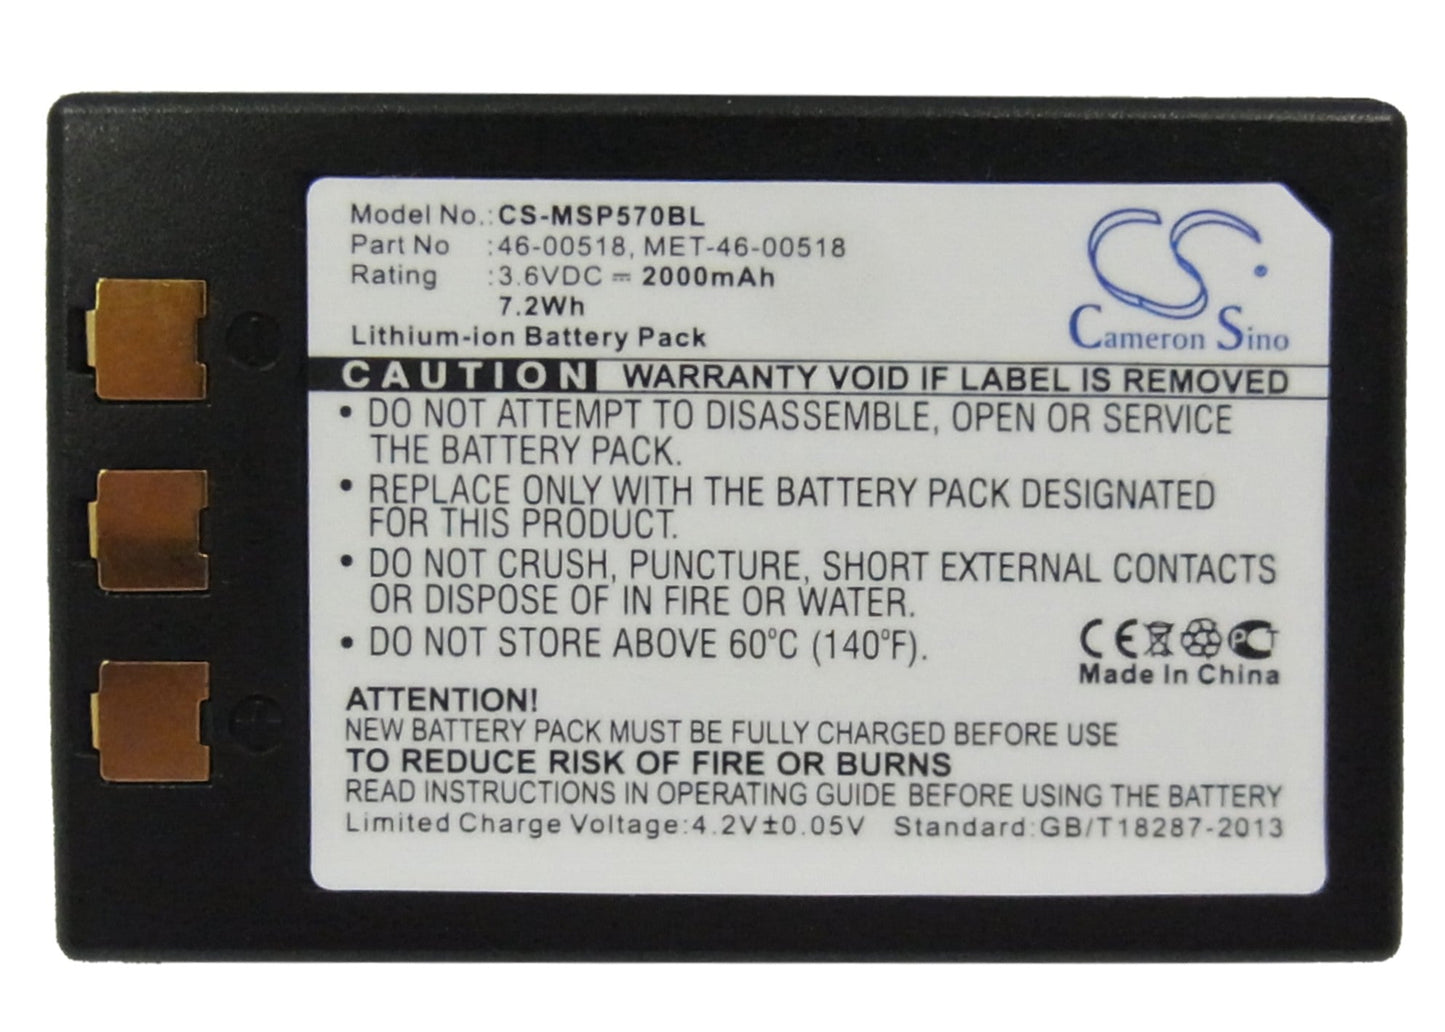 Model No.: CS-MSP570BL
Part No : 46-00518, MET-46-00518
Rating : 3.6VDC ⎓ 2000mAh
7.2Wh
Lithium-ion Battery Pack
CS
Cameron Sino
CAUTION WARRANTY VOID IF LABEL IS REMOVED
• DO NOT ATTEMPT TO DISASSEMBLE, OPEN OR SERVICE
THE BATTERY PACK.
• REPLACE ONLY WITH THE BATTERY PACK DESIGNATED
FOR THIS PRODUCT.
• DO NOT CRUSH, PUNCTURE, SHORT EXTERNAL CONTACTS
OR DISPOSE OF IN FIRE OR WATER.
• DO NOT STORE ABOVE 60°C (140°F).
CE PCT
Made In China
ATTENTION!
NEW BATTERY PACK MUST BE FULLY CHARGED BEFORE USE
TO REDUCE RISK OF FIRE OR BURNS
READ INSTRUCTIONS IN OPERATING GUIDE BEFORE USING THE BATTERY
Limited Charge Voltage:4.2V±0.05V Standard:GB/T18287-2013